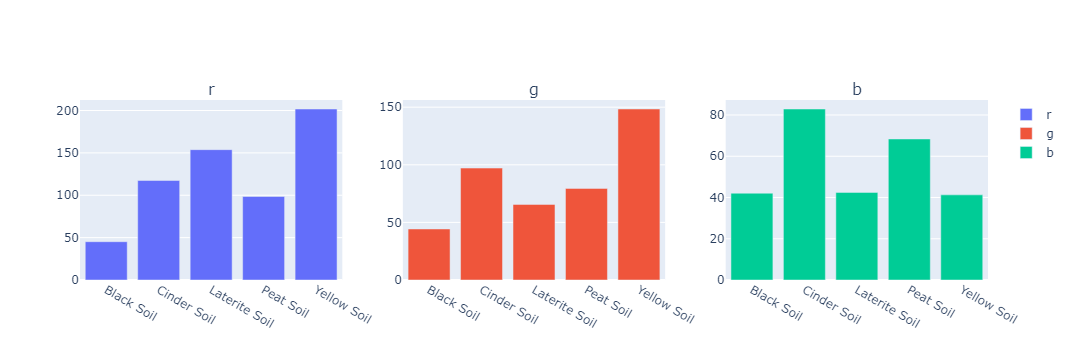 r
200
150
100
50
0
Black Soil
Cinder Soil
Laterite Soil
Peat Soil
Yellow Soil
g
150
100
50
0
Black Soil
Cinder Soil
Laterite Soil
Peat Soil
Yellow Soil
b
80
60
40
20
0
Black Soil
Cinder Soil
Laterite Soil
Peat Soil
Yellow Soil
r
g
b